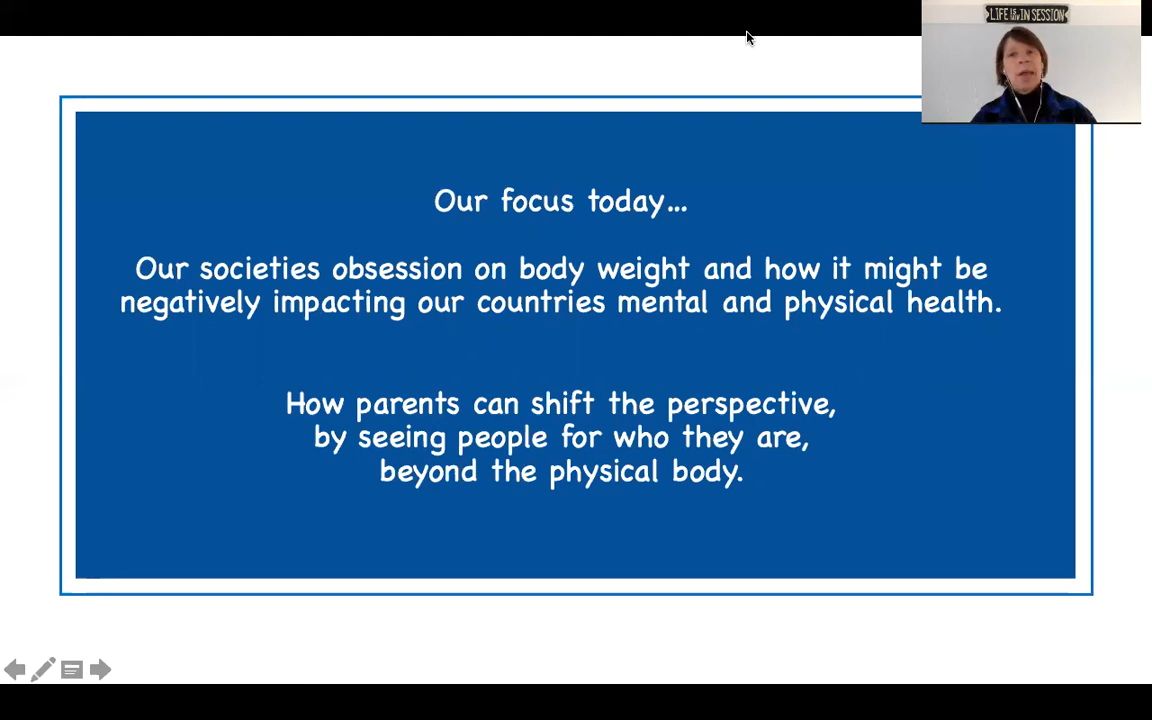 LIFE IS NOW IN SESSION
Our focus today...
Our societies obsession on body weight and how it might be
negatively impacting our countries mental and physical health.
How parents can shift the perspective,
by seeing people for who they are,
beyond the physical body.